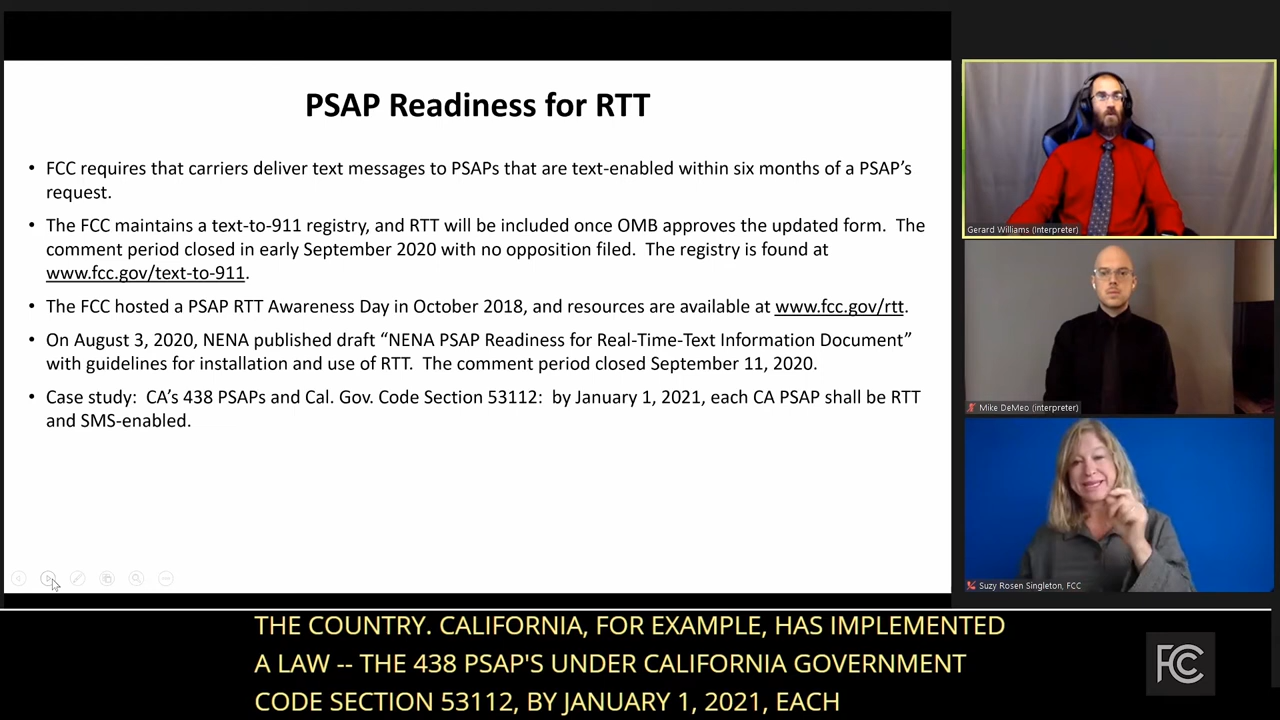 PSAP Readiness for RTT
• FCC requires that carriers deliver text messages to PSAPs that are text-enabled within six months of a PSAP’s
request.
• The FCC maintains a text-to-911 registry, and RTT will be included once OMB approves the updated form.  The
comment period closed in early September 2020 with no opposition filed.  The registry is found at
www.fcc.gov/text-to-911.
• The FCC hosted a PSAP RTT Awareness Day in October 2018, and resources are available at www.fcc.gov/rtt.
• On August 3, 2020, NENA published draft “NENA PSAP Readiness for Real-Time-Text Information Document”
with guidelines for installation and use of RTT.  The comment period closed September 11, 2020.
• Case study:  CA’s 438 PSAPs and Cal. Gov. Code Section 53112:  by January 1, 2021, each CA PSAP shall be RTT
and SMS-enabled.
Gerard Williams (Interpreter)
Mike DeMeo (interpreter)
Suzy Rosen Singleton, FCC
THE COUNTRY. CALIFORNIA, FOR EXAMPLE, HAS IMPLEMENTED
A LAW -- THE 438 PSAP'S UNDER CALIFORNIA GOVERNMENT
CODE SECTION 53112, BY JANUARY 1, 2021, EACH
FCC